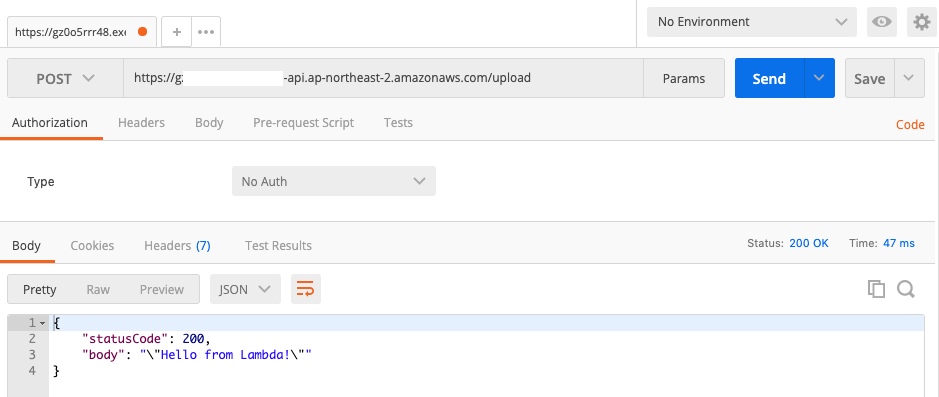 https://gz0o5rrr48.exe
+
•••
No Environment
POST
https://g
-api.ap-northeast-2.amazonaws.com/upload
Params
Send
Save
Authorization
Headers
Body
Pre-request Script
Tests
Code
Type
No Auth
Body
Cookies
Headers (7)
Test Results
Status: 200 OK
Time: 47 ms
Pretty
Raw
Preview
JSON
1 {
2 "statusCode": 200,
3 "body": "\"Hello from Lambda!\""
4 }